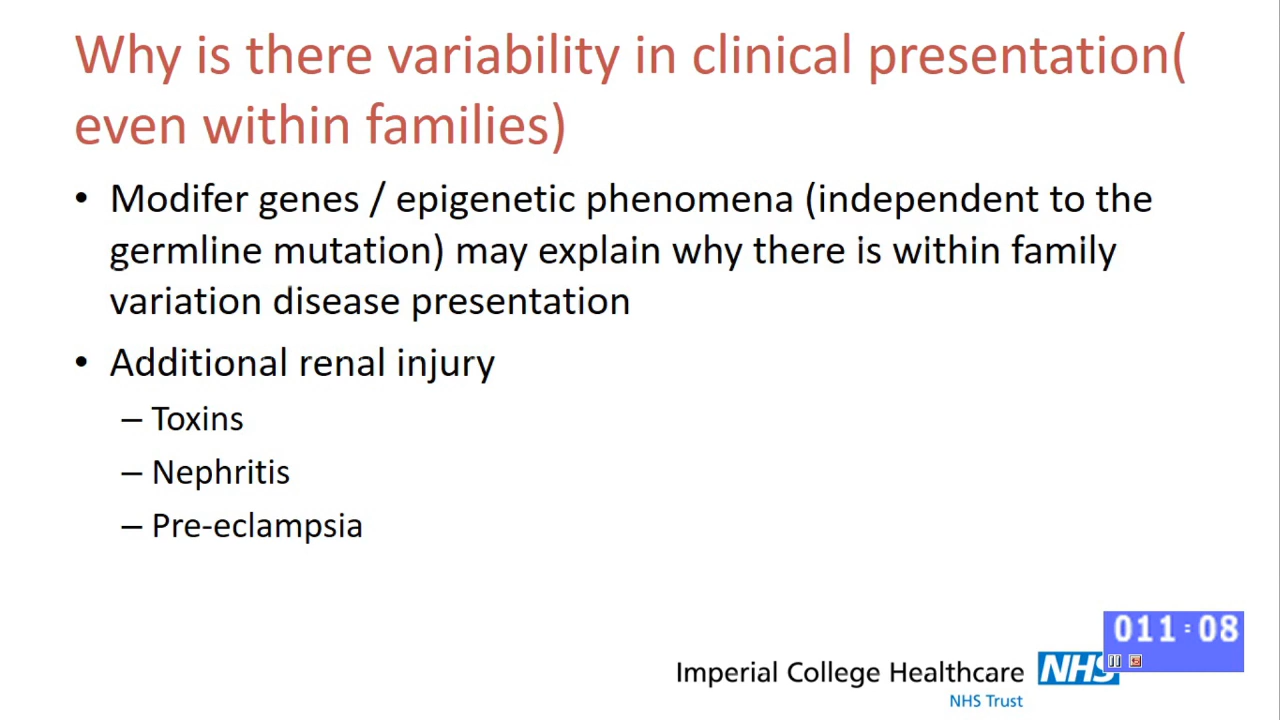 Why is there variability in clinical presentation(
even within families)
• Modifer genes / epigenetic phenomena (independent to the
germline mutation) may explain why there is within family
variation disease presentation
• Additional renal injury
– Toxins
– Nephritis
– Pre-eclampsia
011:08
Imperial College Healthcare NHS
NHS Trust